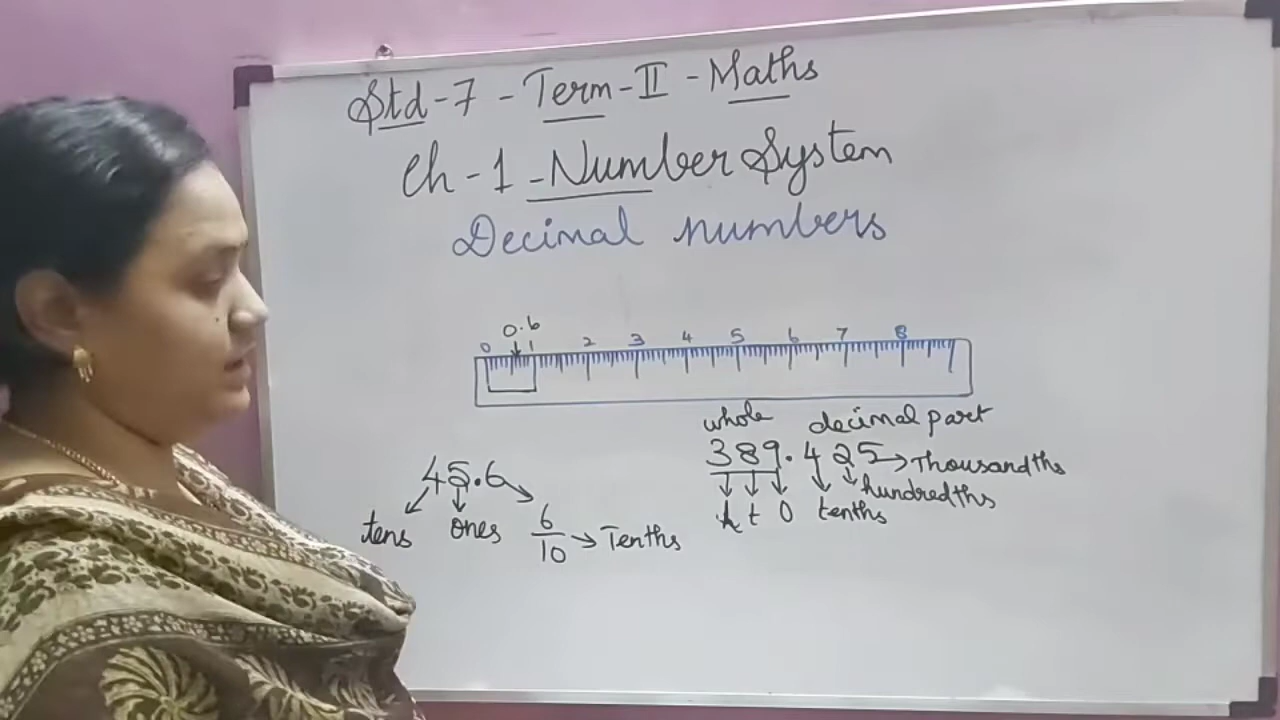 Std-7 - Term-II - Maths
Ch-1 - Number System
Decimal numbers
0.6
0 1 2 3 4 5 6 7 8
whole decimal part
389.425 → Thousandths
hundredths
h t O tenths
45.6
tens ones 6/10 → Tenths